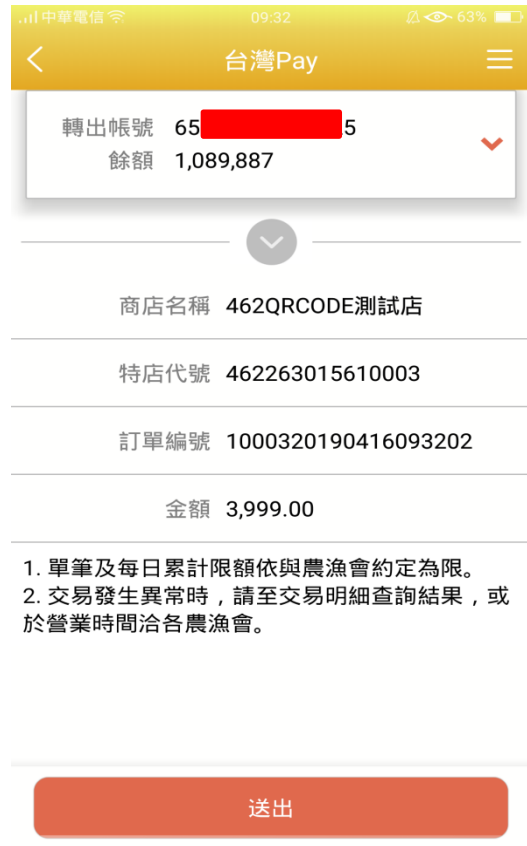 中華電信 09:32 63%
台灣Pay
轉出帳號 65 5
餘額 1,089,887
商店名稱 462QRCODE測試店
特店代號 462263015610003
訂單編號 1000320190416093202
金額 3,999.00
1. 單筆及每日累計限額依與農漁會約定為限。
2. 交易發生異常時，請至交易明細查詢結果，或
於營業時間洽各農漁會。
送出